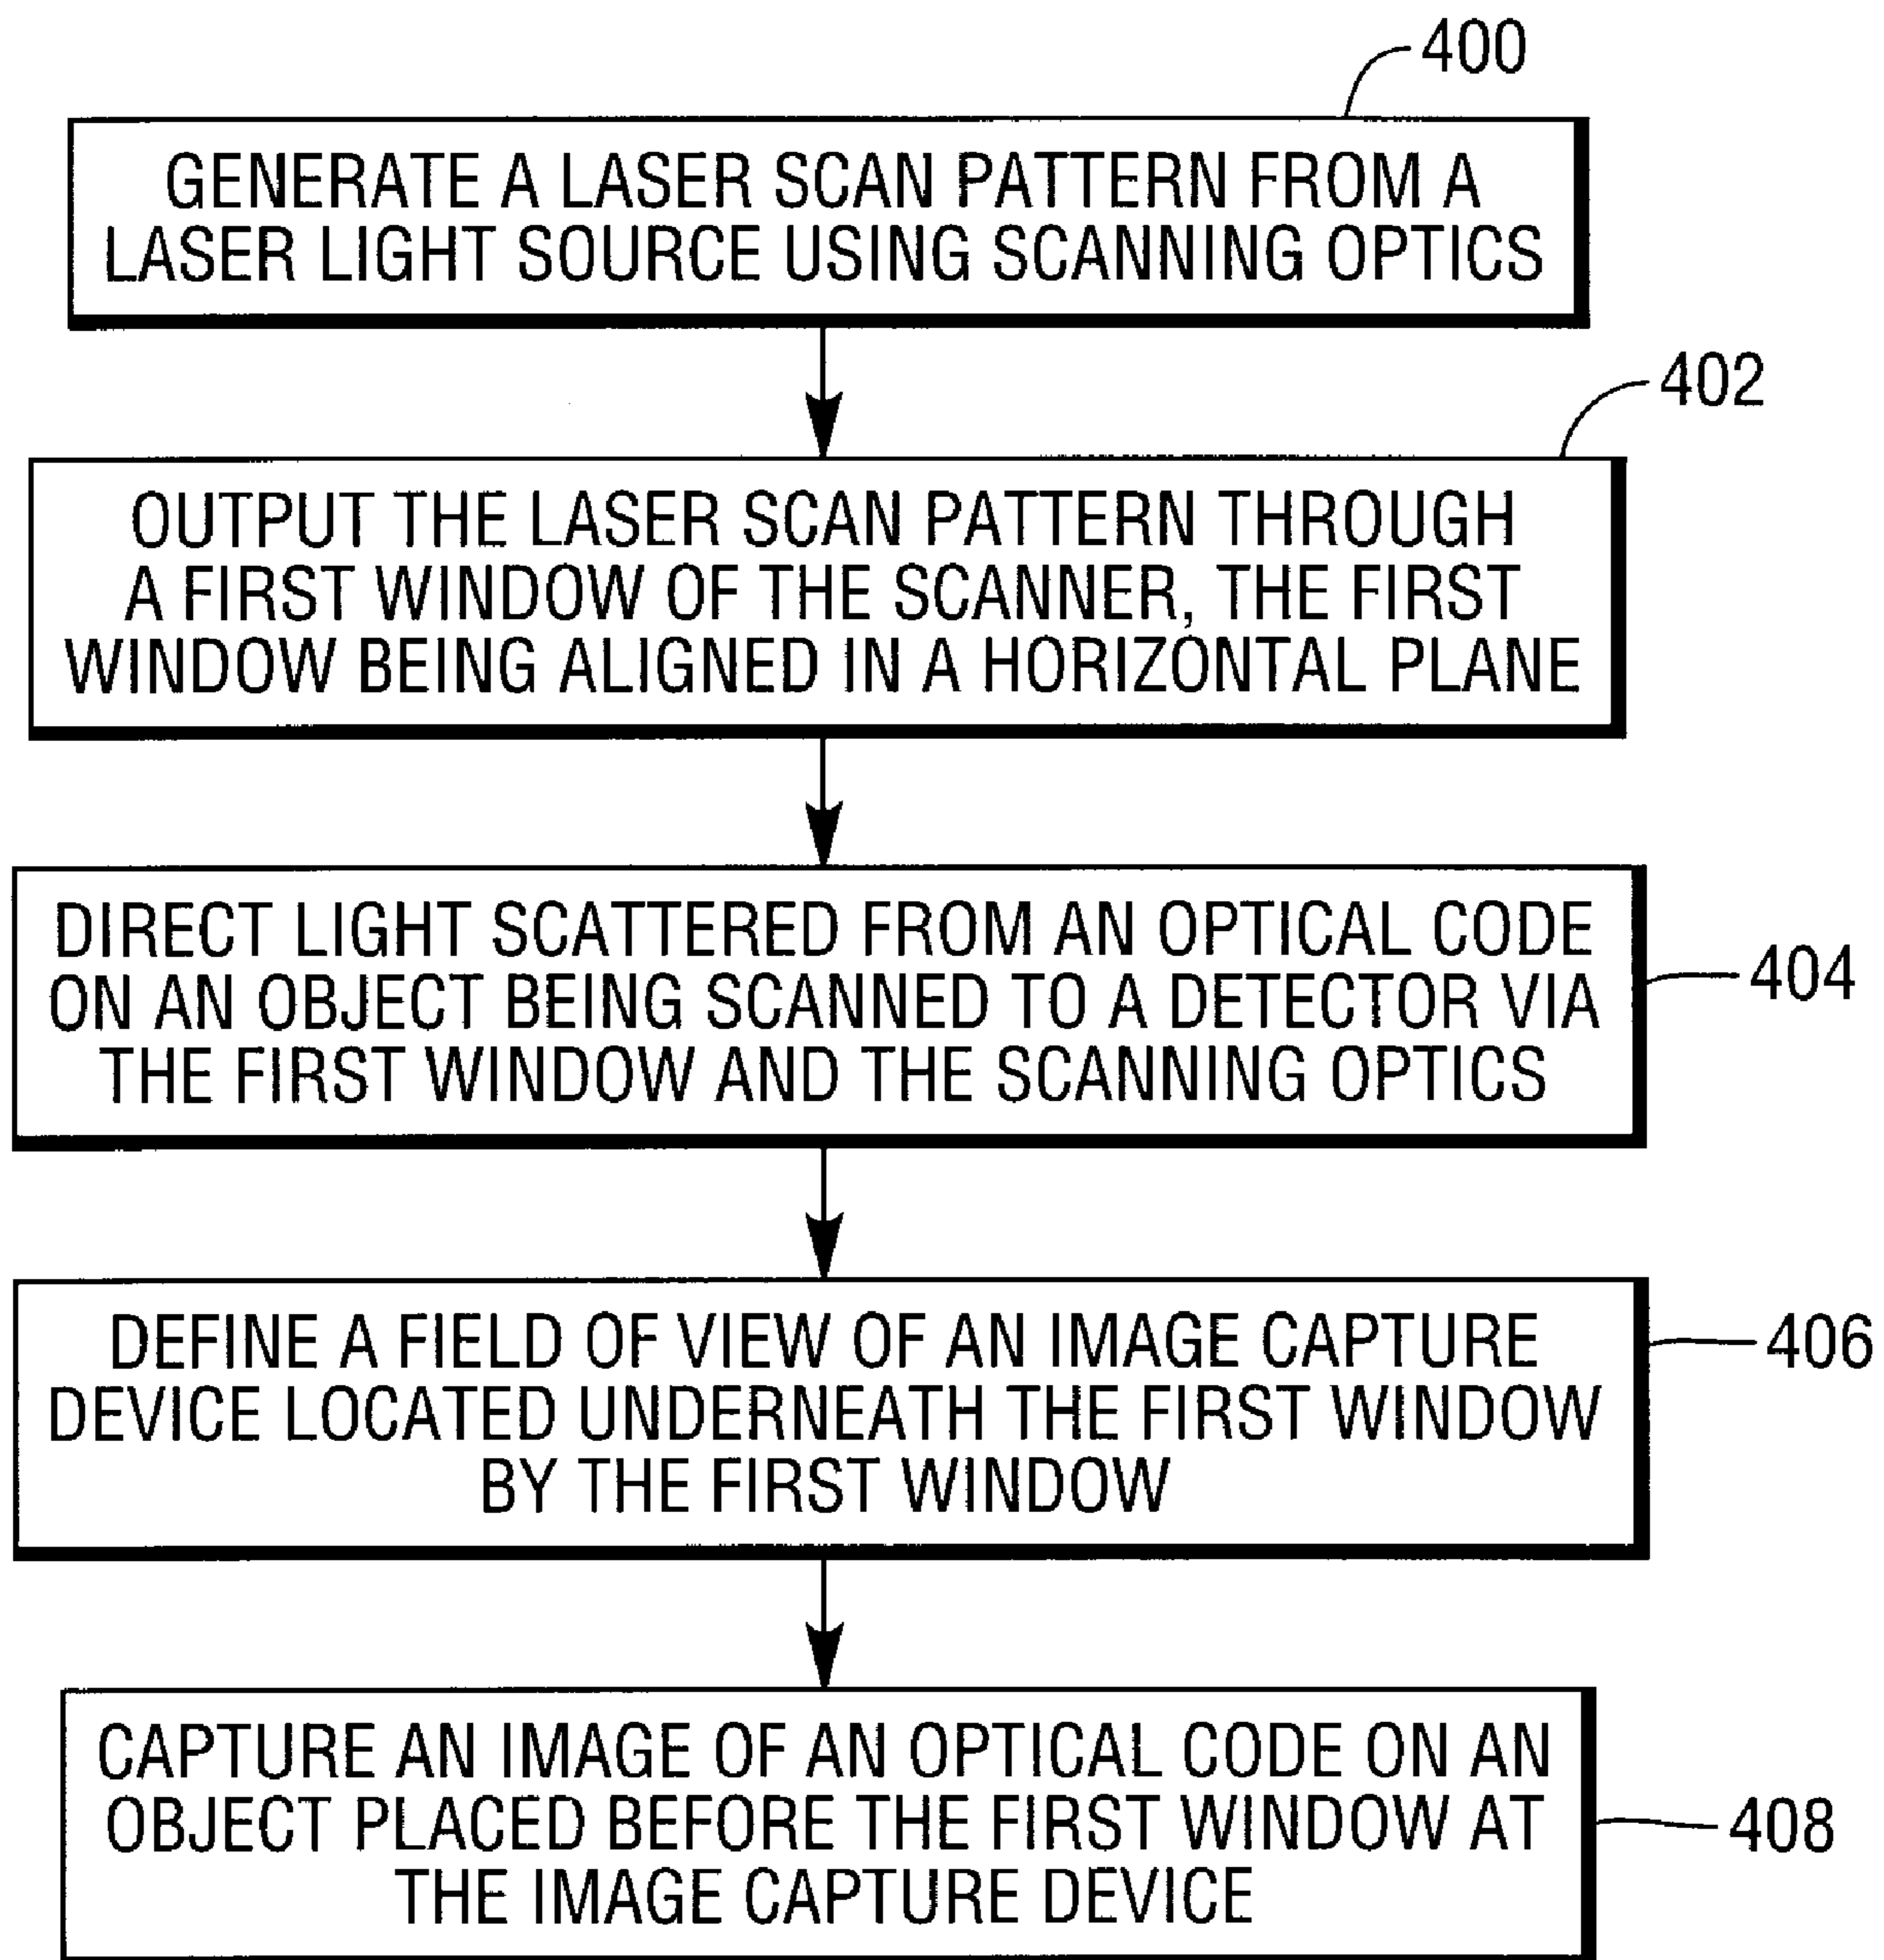 400
GENERATE A LASER SCAN PATTERN FROM A
LASER LIGHT SOURCE USING SCANNING OPTICS
402
OUTPUT THE LASER SCAN PATTERN THROUGH
A FIRST WINDOW OF THE SCANNER, THE FIRST
WINDOW BEING ALIGNED IN A HORIZONTAL PLANE
DIRECT LIGHT SCATTERED FROM AN OPTICAL CODE
ON AN OBJECT BEING SCANNED TO A DETECTOR VIA
THE FIRST WINDOW AND THE SCANNING OPTICS
404
DEFINE A FIELD OF VIEW OF AN IMAGE CAPTURE
DEVICE LOCATED UNDERNEATH THE FIRST WINDOW
BY THE FIRST WINDOW
406
CAPTURE AN IMAGE OF AN OPTICAL CODE ON AN
OBJECT PLACED BEFORE THE FIRST WINDOW AT
THE IMAGE CAPTURE DEVICE
408